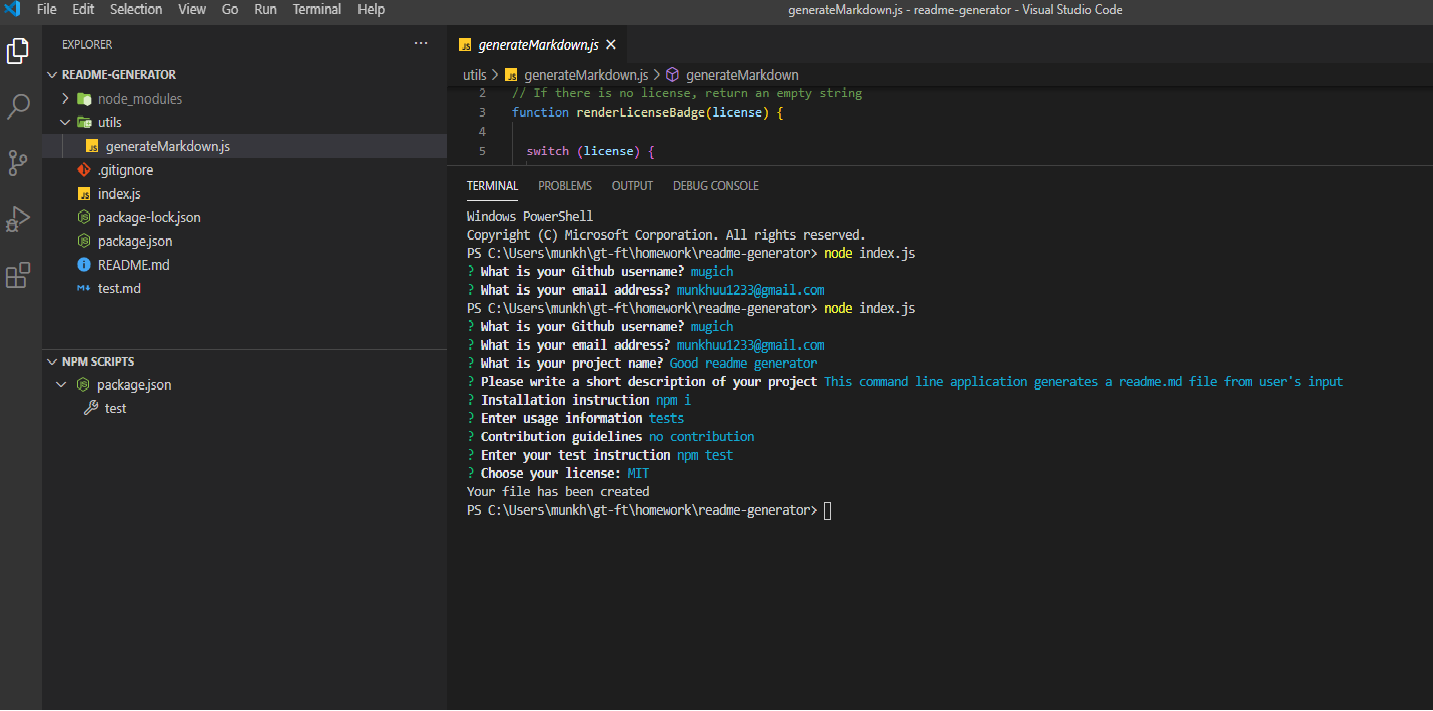 File Edit Selection View Go Run Terminal Help
generateMarkdown.js - readme-generator - Visual Studio Code
EXPLORER
README-GENERATOR
node_modules
utils
generateMarkdown.js
.gitignore
index.js
package-lock.json
package.json
README.md
test.md
NPM SCRIPTS
package.json
test
generateMarkdown.js
utils > generateMarkdown.js > generateMarkdown
2 // If there is no license, return an empty string
3 function renderLicenseBadge(license) {
4
5 switch (license) {
TERMINAL PROBLEMS OUTPUT DEBUG CONSOLE
Windows PowerShell
Copyright (C) Microsoft Corporation. All rights reserved.
PS C:\Users\munkh\gt-ft\homework\readme-generator> node index.js
? What is your Github username? mugich
? What is your email address? munkhuu1233@gmail.com
PS C:\Users\munkh\gt-ft\homework\readme-generator> node index.js
? What is your Github username? mugich
? What is your email address? munkhuu1233@gmail.com
? What is your project name? Good readme generator
? Please write a short description of your project This command line application generates a readme.md file from user's input
? Installation instruction npm i
? Enter usage information tests
? Contribution guidelines no contribution
? Enter your test instruction npm test
? Choose your license: MIT
Your file has been created
PS C:\Users\munkh\gt-ft\homework\readme-generator>